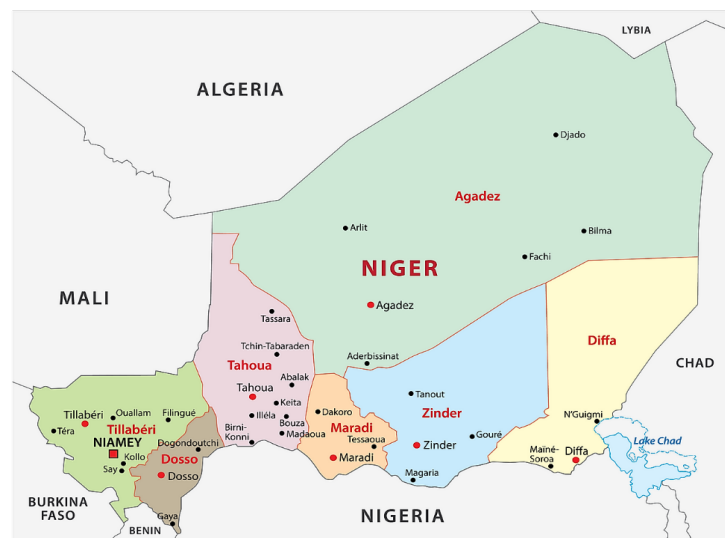 LYBIA
ALGERIA
Djado
Agadez
Arlit
Bilma
Fachi
NIGER
MALI
Agadez
Tassara
Diffa
Tchin-Tabaraden
Aderbissinat
CHAD
Tahoua
Abalak
Tahoua
Tanout
Keita
Tillabéri
Oualam
Filingué
Illéla
Dakoro
Zinder
N'Guigmi
Bouza
Téra
Tillabéri
Birni-
Konni
Madaoua
Maradi
Gouré
NIAMEY
Dogondoutchi
Tessaoua
Zinder
Lake Chad
Kollo
Dosso
Maradi
Maïné-
Soroa
Diffa
Say
Dosso
Magaria
BURKINA
FASO
Gaya
NIGERIA
BENIN